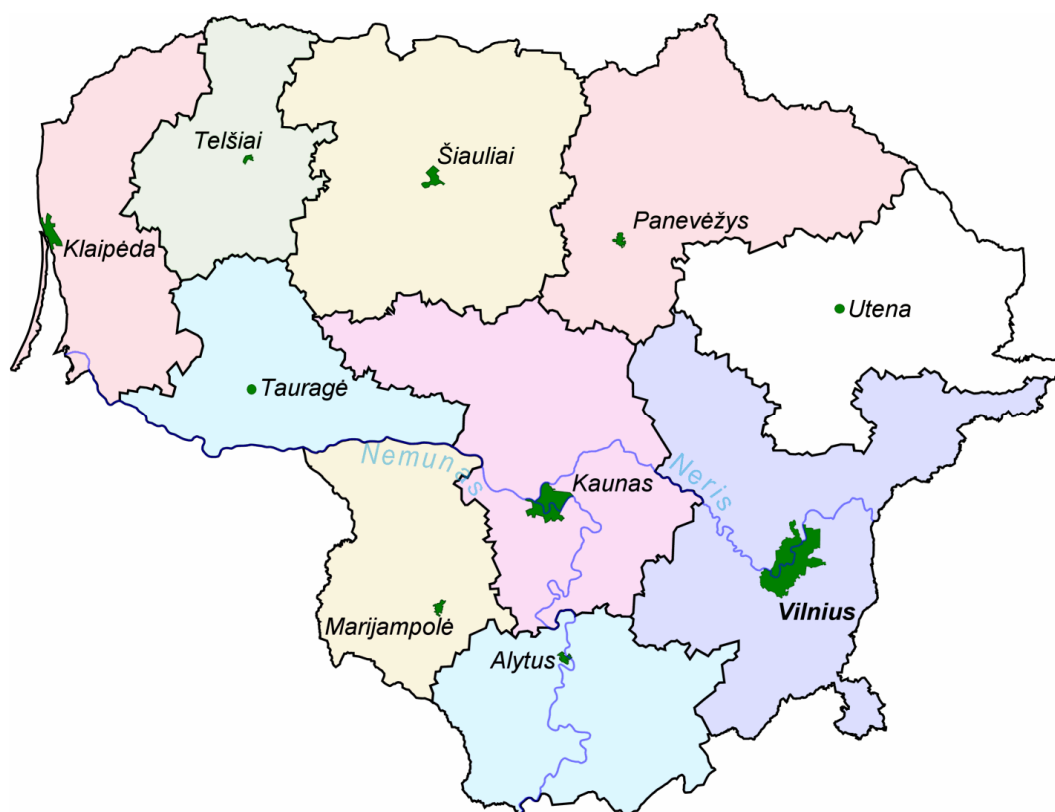 Telšiai
Šiauliai
Panevėžys
Klaipėda
Utena
Tauragė
Nemunas
Neris
Kaunas
Vilnius
Marijampolė
Alytus